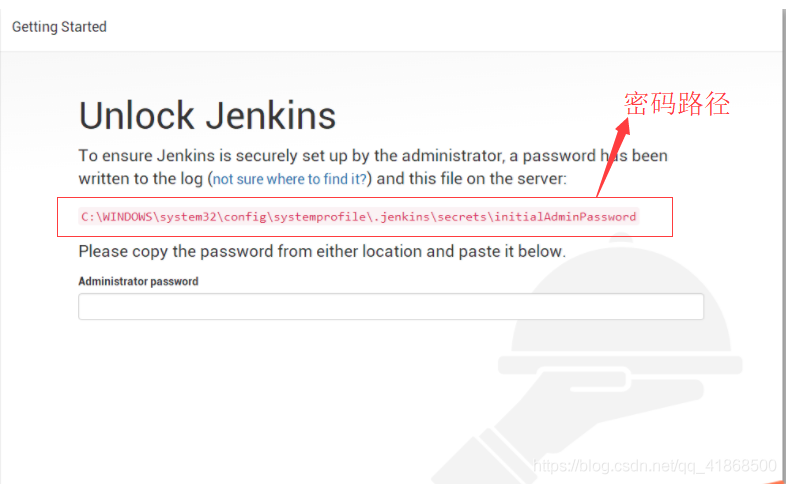 Getting Started
密码路径
Unlock Jenkins
To ensure Jenkins is securely set up by the administrator, a password has been
written to the log (not sure where to find it?) and this file on the server:
C:\WINDOWS\system32\config\systemprofile\.jenkins\secrets\initialAdminPassword
Please copy the password from either location and paste it below.
Administrator password
https://blog.csdn.net/qq_41868500